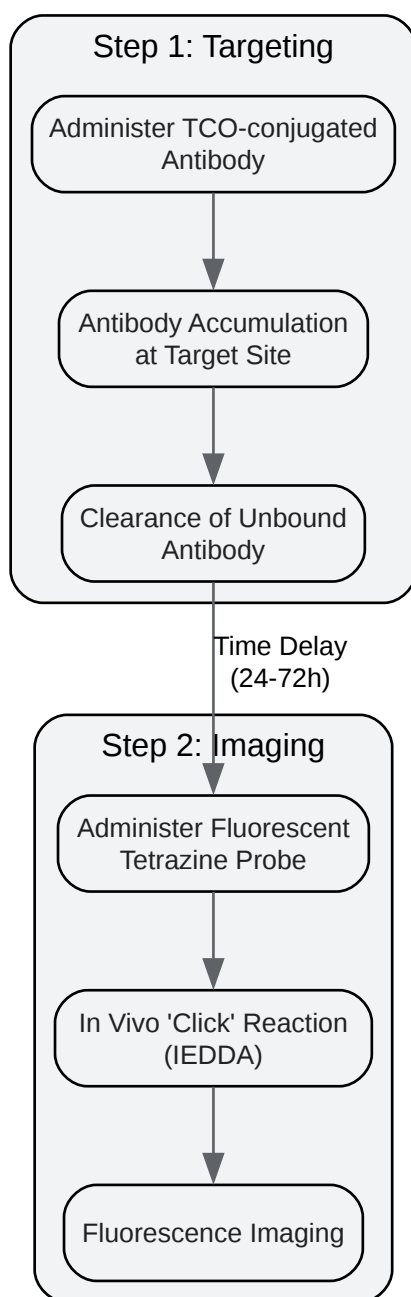 Step 1: Targeting
Administer TCO-conjugated
Antibody
Antibody Accumulation
at Target Site
Clearance of Unbound
Antibody
Time Delay
(24-72h)
Step 2: Imaging
Administer Fluorescent
Tetrazine Probe
In Vivo 'Click' Reaction
(IEDDA)
Fluorescence Imaging